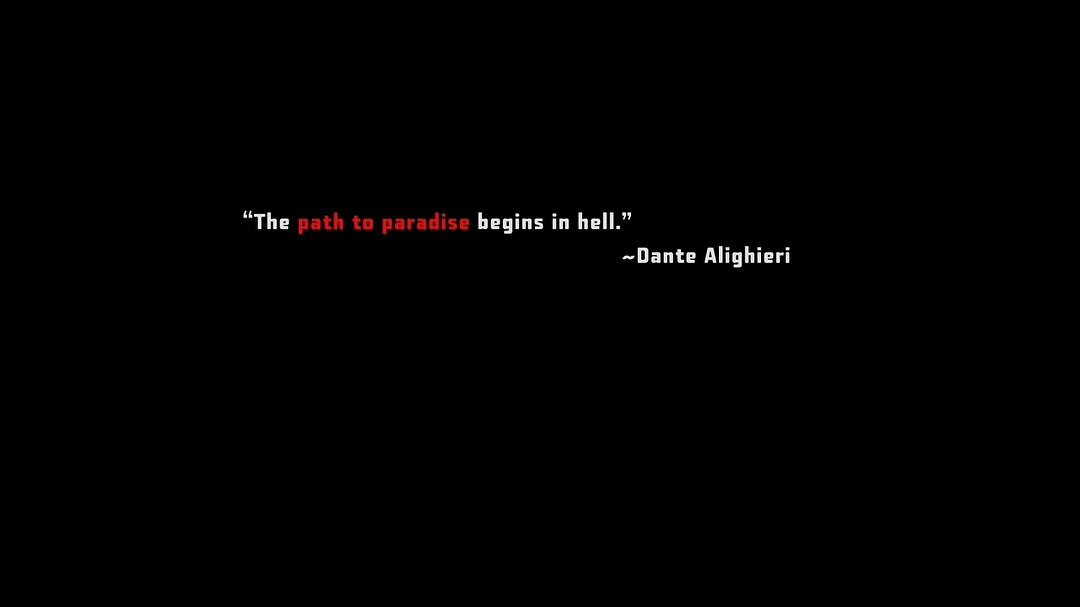 “The path to paradise begins in hell.”
~Dante Alighieri